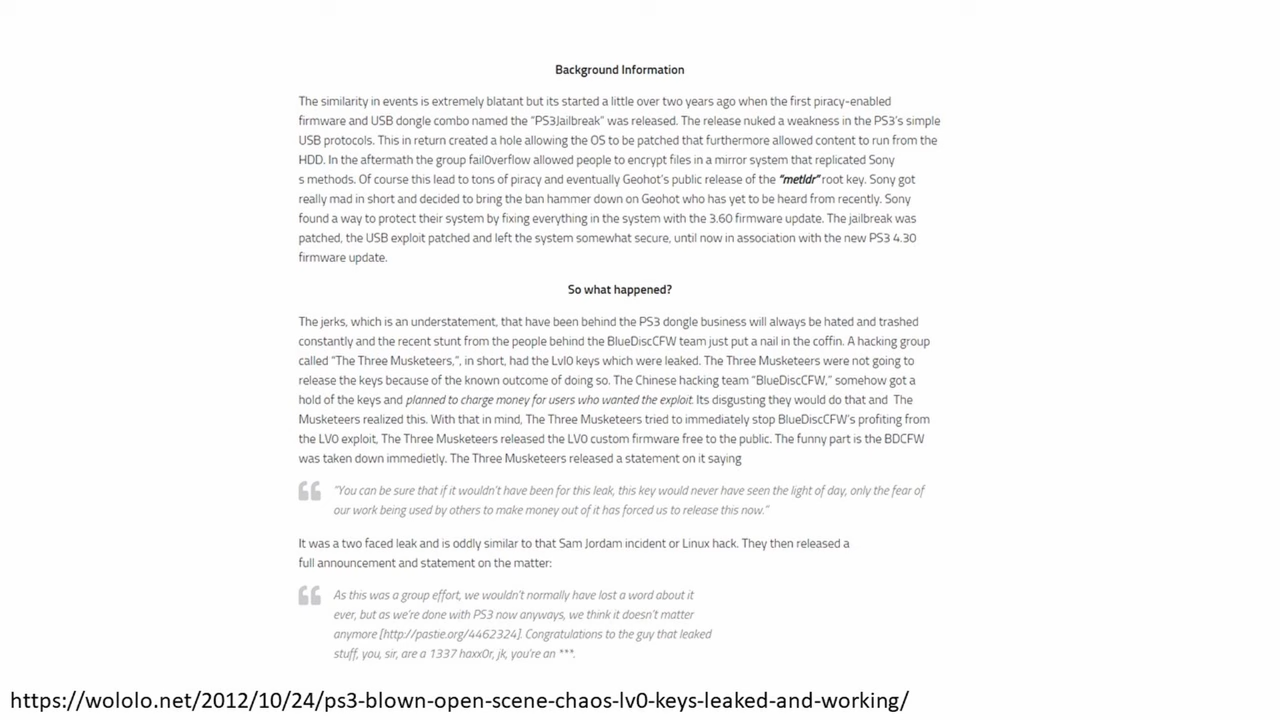 Background Information
The similarity in events is extremely blatant but its started a little over two years ago when the first piracy-enabled
firmware and USB dongle combo named the "PS3Jailbreak" was released. The release nuked a weakness in the PS3's simple
USB protocols. This in return created a hole allowing the OS to be patched that furthermore allowed content to run from the
HDD. In the aftermath the group fail0verflow allowed people to encrypt files in a mirror system that replicated Sony
s methods. Of course this lead to tons of piracy and eventually Geohot's public release of the "metldr" root key. Sony got
really mad in short and decided to bring the ban hammer down on Geohot who has yet to be heard from recently. Sony
found a way to protect their system by fixing everything in the system with the 3.60 firmware update. The jailbreak was
patched, the USB exploit patched and left the system somewhat secure, until now in association with the new PS3 4.30
firmware update.
So what happened?
The jerks, which is an understatement, that have been behind the PS3 dongle business will always be hated and trashed
constantly and the recent stunt from the people behind the BlueDiscCFW team just put a nail in the coffin. A hacking group
called "The Three Musketeers,", in short, had the Lvl0 keys which were leaked. The Three Musketeers were not going to
release the keys because of the known outcome of doing so. The Chinese hacking team "BlueDiscCFW," somehow got a
hold of the keys and planned to charge money for users who wanted the exploit. Its disgusting they would do that and The
Musketeers realized this. With that in mind, The Three Musketeers tried to immediately stop BlueDiscCFW's profiting from
the LV0 exploit, The Three Musketeers released the LV0 custom firmware free to the public. The funny part is the BDCFW
was taken down immedietly. The Three Musketeers released a statement on it saying
"You can be sure that if it wouldn't have been for this leak, this key would never have seen the light of day, only the fear of
our work being used by others to make money out of it has forced us to release this now."
It was a two faced leak and is oddly similar to that Sam Jordam incident or Linux hack. They then released a
full announcement and statement on the matter:
As this was a group effort, we wouldn't normally have lost a word about it
ever, but as we're done with PS3 now anyways, we think it doesn't matter
anymore [http://pastie.org/4462324]. Congratulations to the guy that leaked
stuff, you, sir, are a 1337 haxx0r, jk, you're an ***.
https://wololo.net/2012/10/24/ps3-blown-open-scene-chaos-lv0-keys-leaked-and-working/